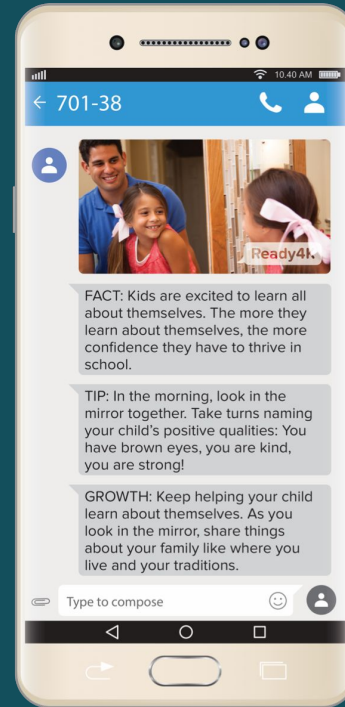 10.40 AM
701-38
Ready4K
FACT: Kids are excited to learn all
about themselves. The more they
learn about themselves, the more
confidence they have to thrive in
school.
TIP: In the morning, look in the
mirror together. Take turns naming
your child's positive qualities: You
have brown eyes, you are kind,
you are strong!
GROWTH: Keep helping your child
learn about themselves. As you
look in the mirror, share things
about your family like where you
live and your traditions.
Type to compose